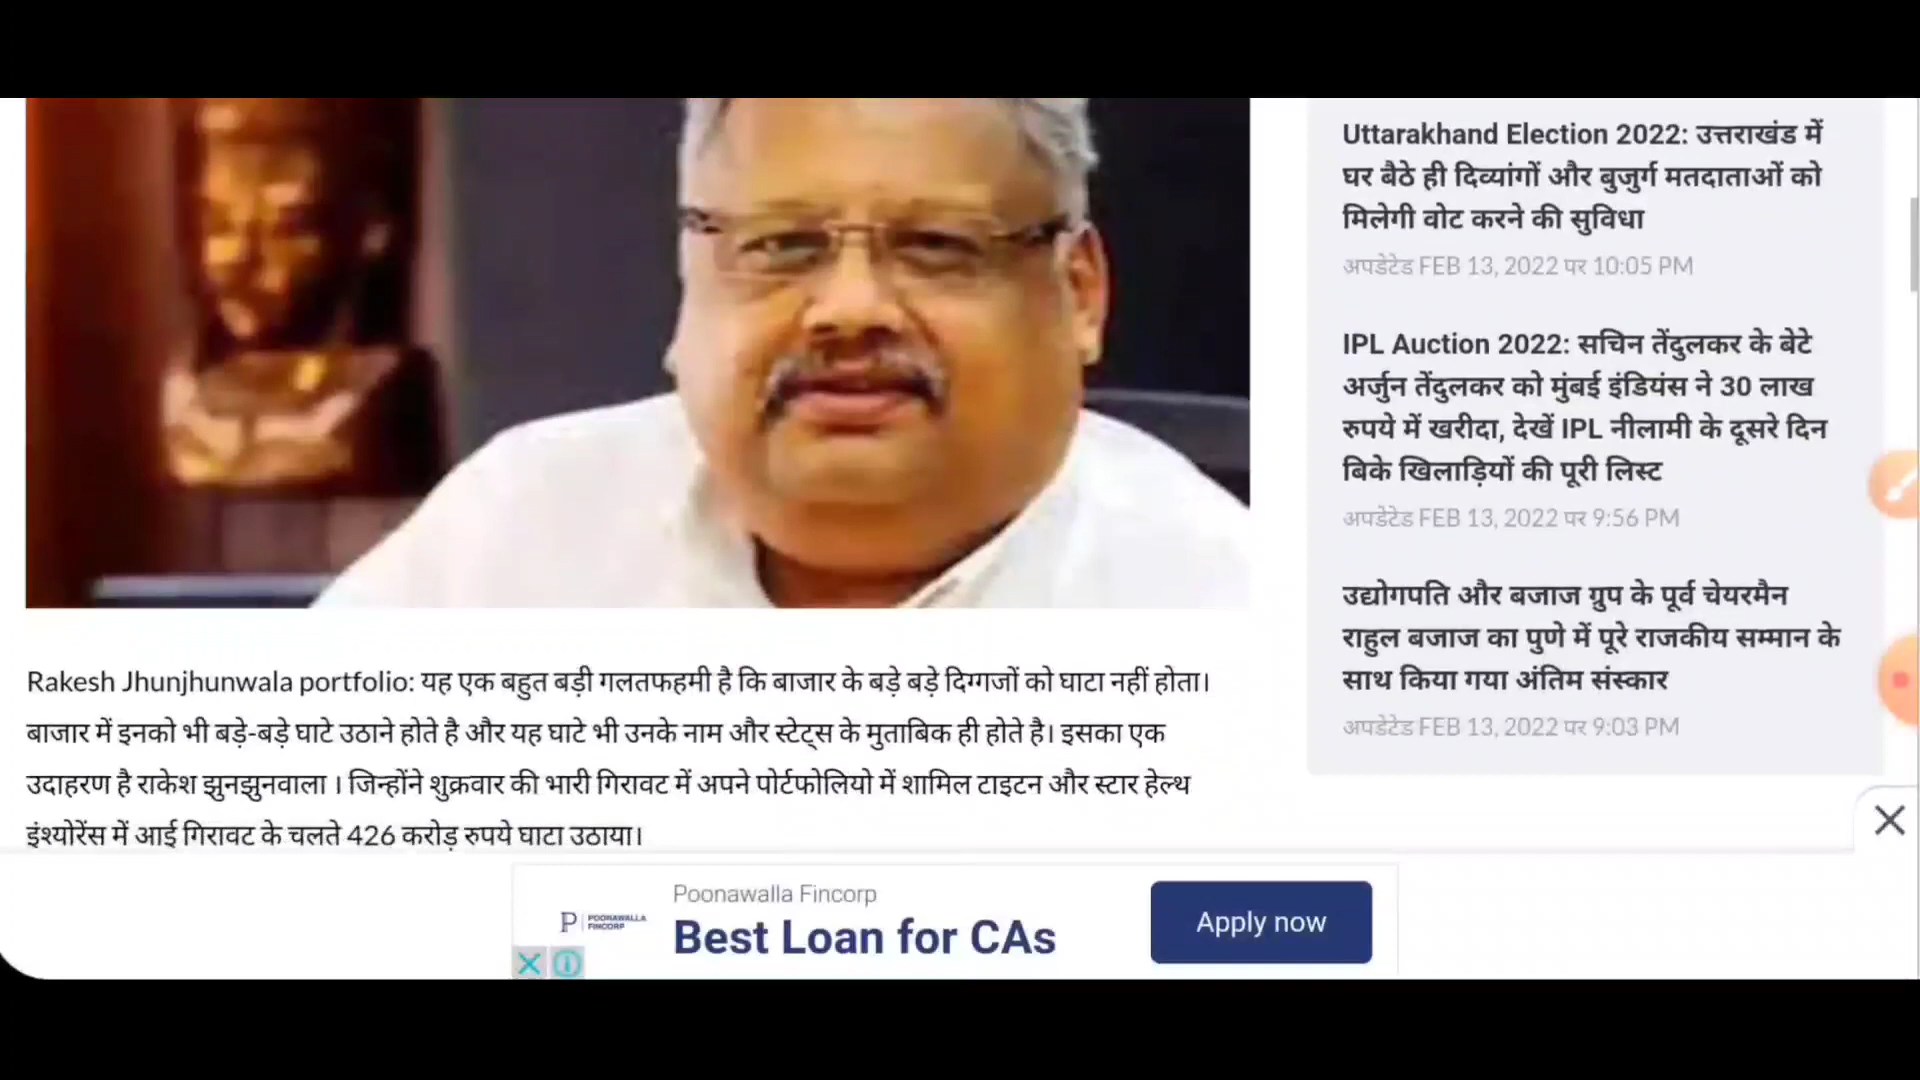 Uttarakhand Election 2022: उत्तराखंड में
घर बैठे ही दिव्यांगों और बुजुर्ग मतदाताओं को
मिलेगी वोट करने की सुविधा
अपडेटेड FEB 13, 2022 पर 10:05 PM
IPL Auction 2022: सचिन तेंदुलकर के बेटे
अर्जुन तेंदुलकर को मुंबई इंडियंस ने 30 लाख
रुपये में खरीदा, देखें IPL नीलामी के दूसरे दिन
बिके खिलाड़ियों की पूरी लिस्ट
अपडेटेड FEB 13, 2022 पर 9:56 PM
उद्योगपति और बजाज ग्रुप के पूर्व चेयरमैन
राहुल बजाज का पुणे में पूरे राजकीय सम्मान के
साथ किया गया अंतिम संस्कार
अपडेटेड FEB 13, 2022 पर 9:03 PM
Rakesh Jhunjhunwala portfolio: यह एक बहुत बड़ी गलतफहमी है कि बाजार के बड़े बड़े दिग्गजों को घाटा नहीं होता।
बाजार में इनको भी बड़े-बड़े घाटे उठाने होते है और यह घाटे भी उनके नाम और स्टेट्स के मुताबिक ही होते है। इसका एक
उदाहरण है राकेश झुनझुनवाला । जिन्होंने शुक्रवार की भारी गिरावट में अपने पोर्टफोलियो में शामिल टाइटन और स्टार हेल्थ
इंश्योरेंस में आई गिरावट के चलते 426 करोड़ रुपये घाटा उठाया।
Poonawalla Fincorp
POONAWALLA
FINCORP
Best Loan for CAs
Apply now